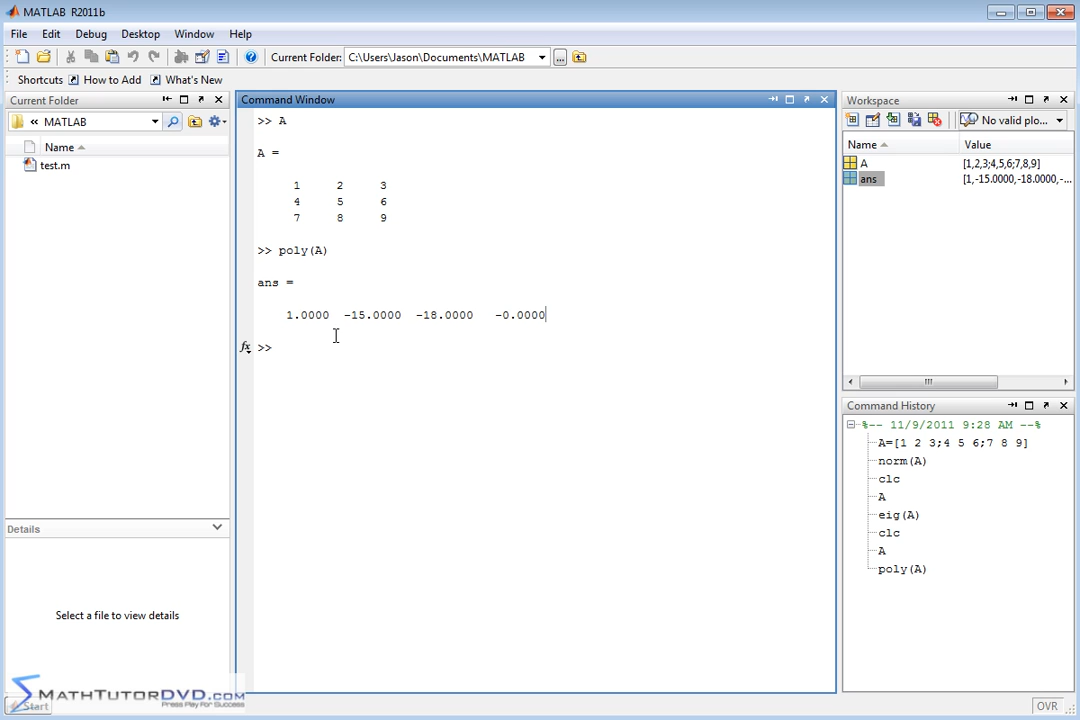 MATLAB R2011b
File Edit Debug Desktop Window Help
Current Folder: C:\Users\Jason\Documents\MATLAB ...
Shortcuts How to Add What's New
Current Folder
« MATLAB
Name
test.m
Details
Select a file to view details
Command Window
>> A
A =
1 2 3
4 5 6
7 8 9
>> poly(A)
ans =
1.0000 -15.0000 -18.0000 -0.0000
fx >>
Workspace
No valid plo...
Name Value
A [1,2,3;4,5,6;7,8,9]
ans [1,-15.0000,-18.0000,-...
Command History
%-- 11/9/2011 9:28 AM --%
A=[1 2 3;4 5 6;7 8 9]
norm(A)
clc
A
eig(A)
clc
A
poly(A)
MATHTUTORDVD.COM
Press Play For Success
Start
OVR